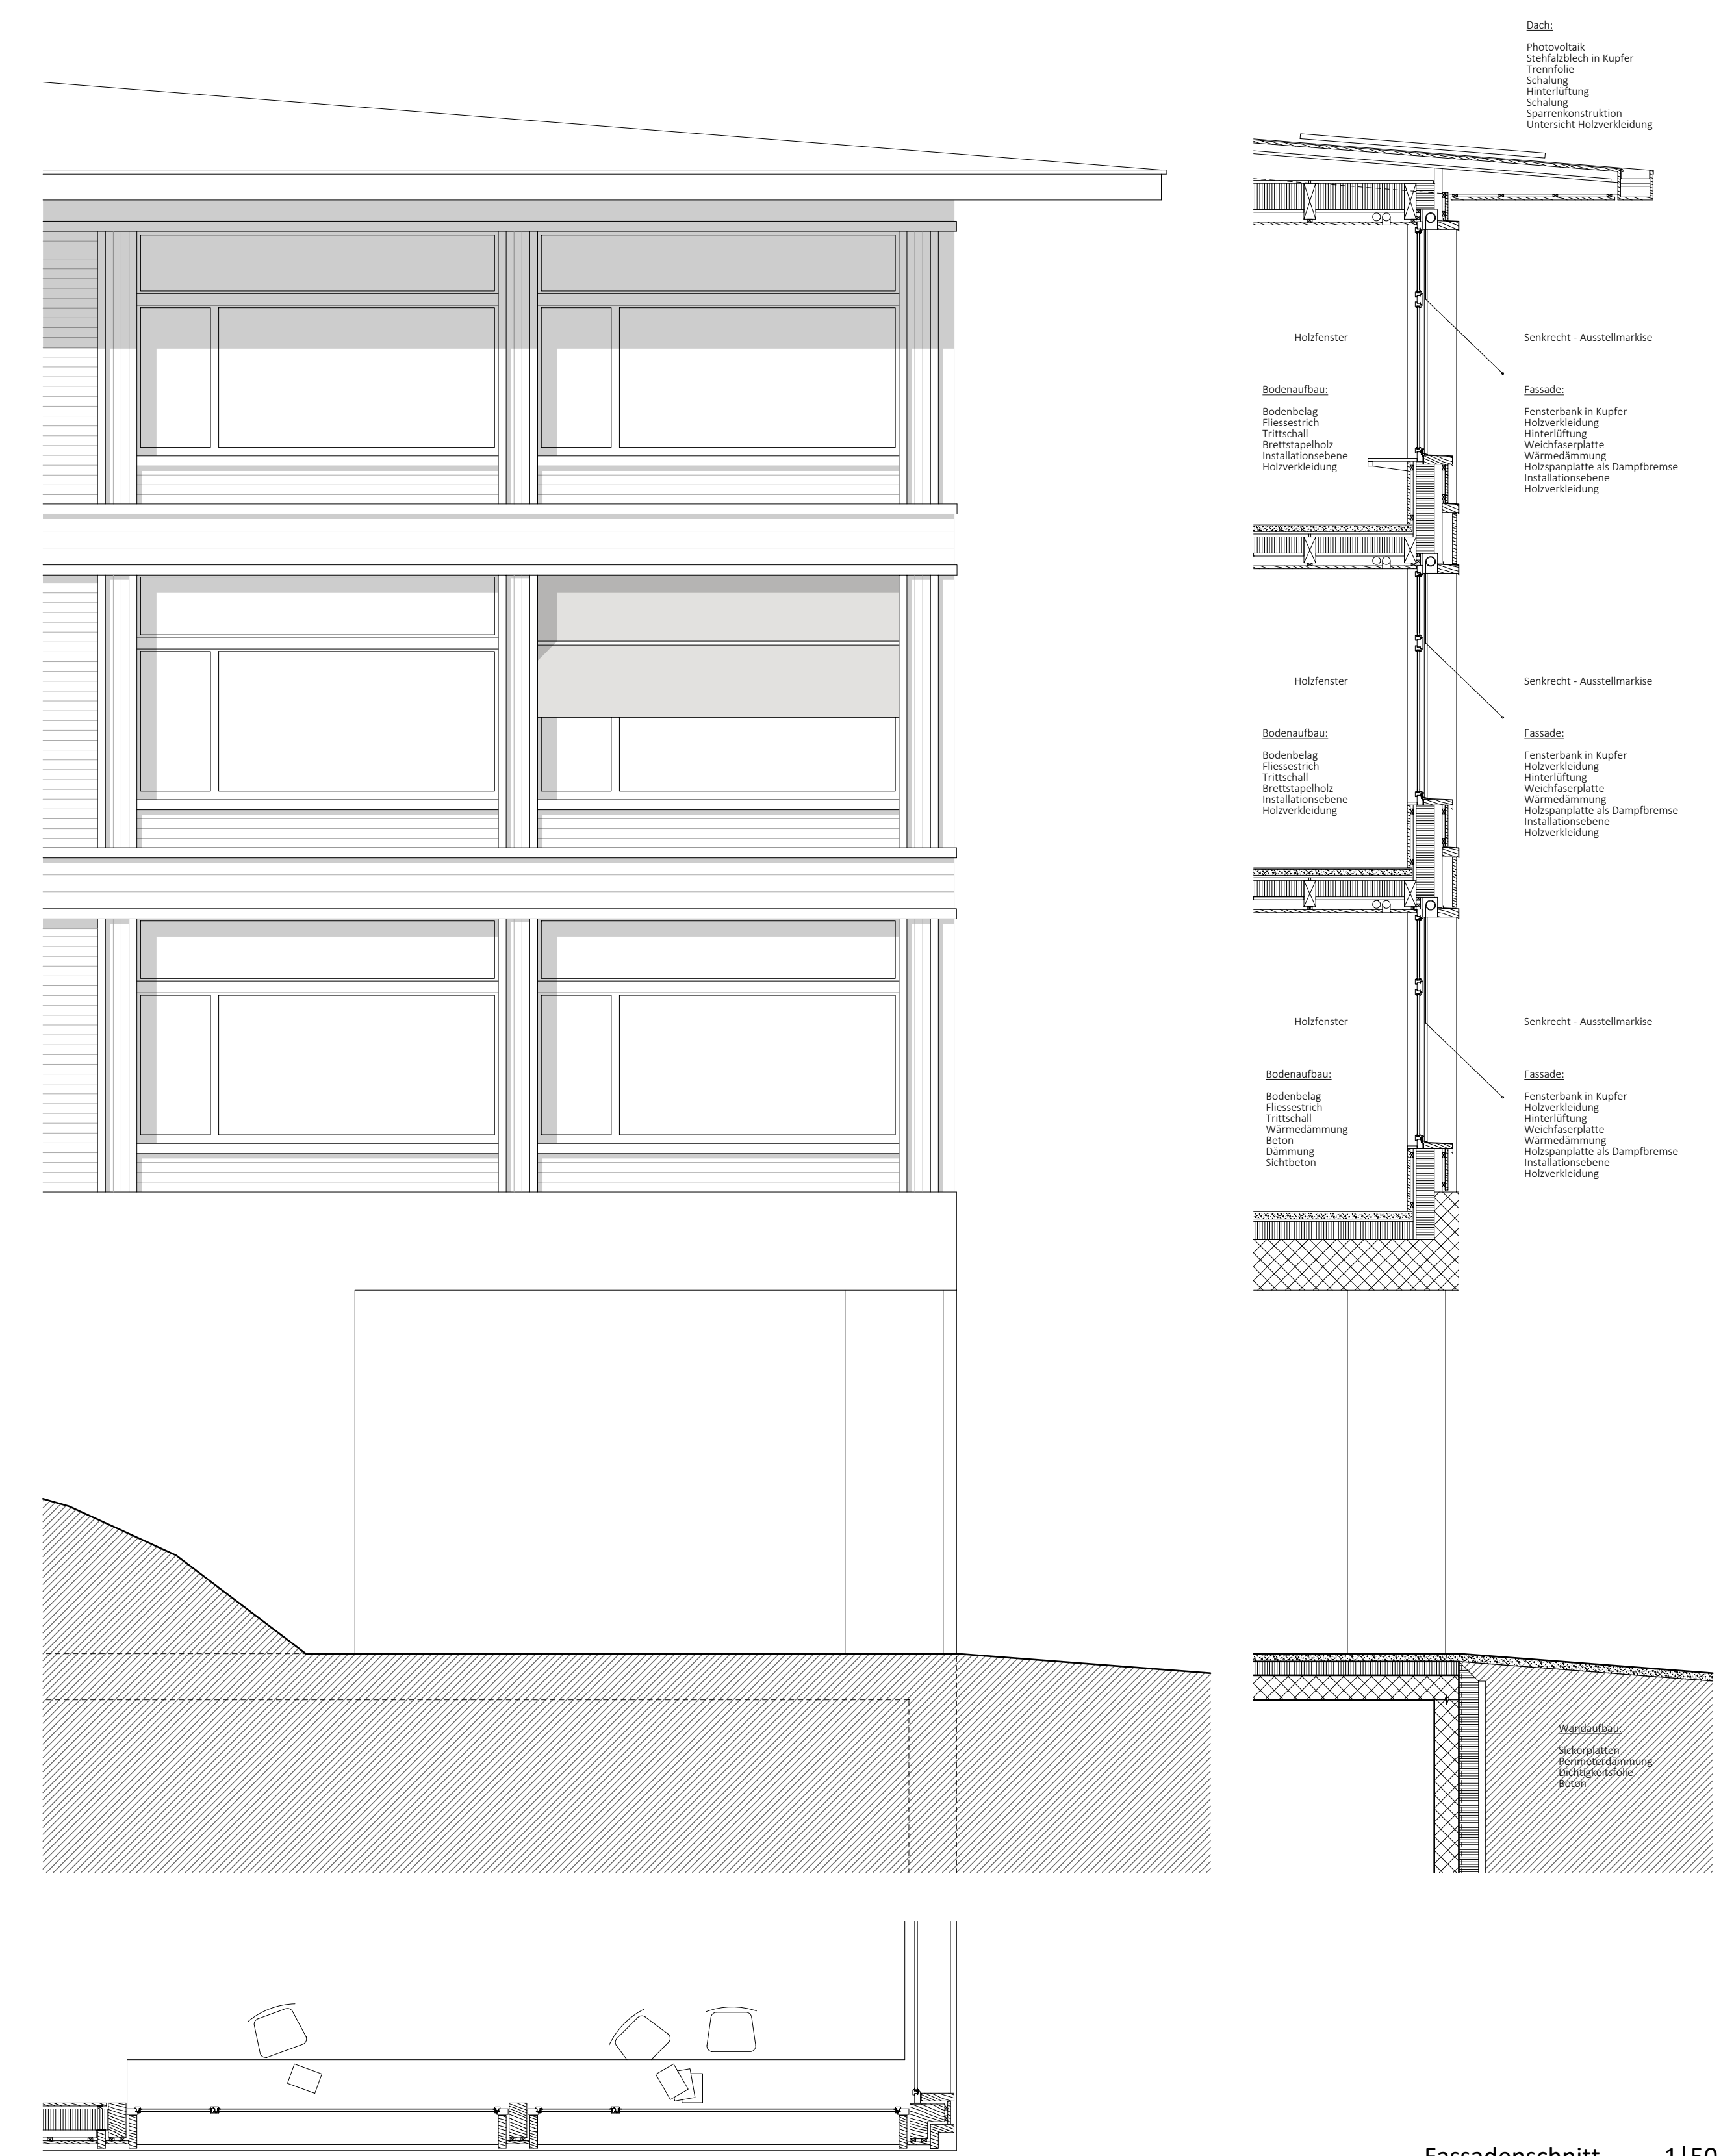 Dach:
Photovoltaik
Stehfalzblech in Kupfer
Trennfolie
Schalung
Hinterlüftung
Schalung
Sparrenkonstruktion
Untersicht Holzverkleidung
Holzfenster
Senkrecht - Ausstellmarkise
Bodenaufbau:
Bodenbelag
Fliessestrich
Trittschall
Brettstapelholz
Installationsebene
Holzverkleidung
Fassade:
Fensterbank in Kupfer
Holzverkleidung
Hinterlüftung
Weichfaserplatte
Wärmedämmung
Holzspanplatte als Dampfbremse
Installationsebene
Holzverkleidung
Holzfenster
Senkrecht - Ausstellmarkise
Bodenaufbau:
Bodenbelag
Fliessestrich
Trittschall
Brettstapelholz
Installationsebene
Holzverkleidung
Fassade:
Fensterbank in Kupfer
Holzverkleidung
Hinterlüftung
Weichfaserplatte
Wärmedämmung
Holzspanplatte als Dampfbremse
Installationsebene
Holzverkleidung
Holzfenster
Senkrecht - Ausstellmarkise
Bodenaufbau:
Bodenbelag
Fliessestrich
Trittschall
Wärmedämmung
Beton
Dämmung
Sichtbeton
Fassade:
Fensterbank in Kupfer
Holzverkleidung
Hinterlüftung
Weichfaserplatte
Wärmedämmung
Holzspanplatte als Dampfbremse
Installationsebene
Holzverkleidung
Wandaufbau:
Sickerplatten
Perimeterdämmung
Dichtigkeitsfolie
Beton
Fassadenschnitt 1|50